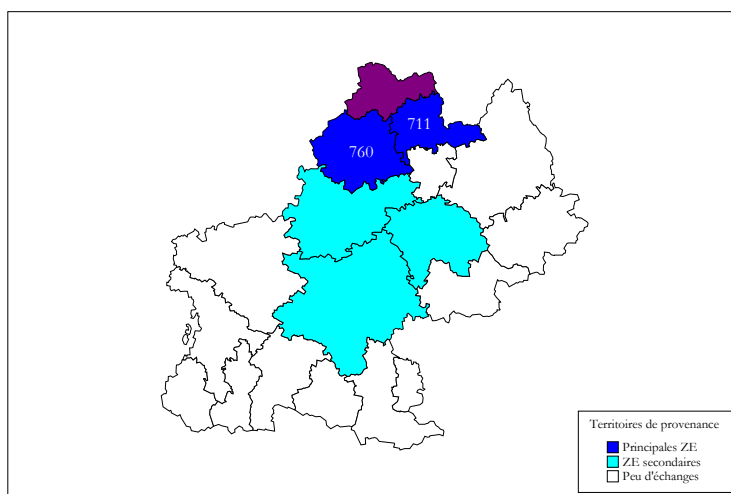 711
760
Territoires de provenance
Principales ZE
ZE secondaires
Peu d'échanges